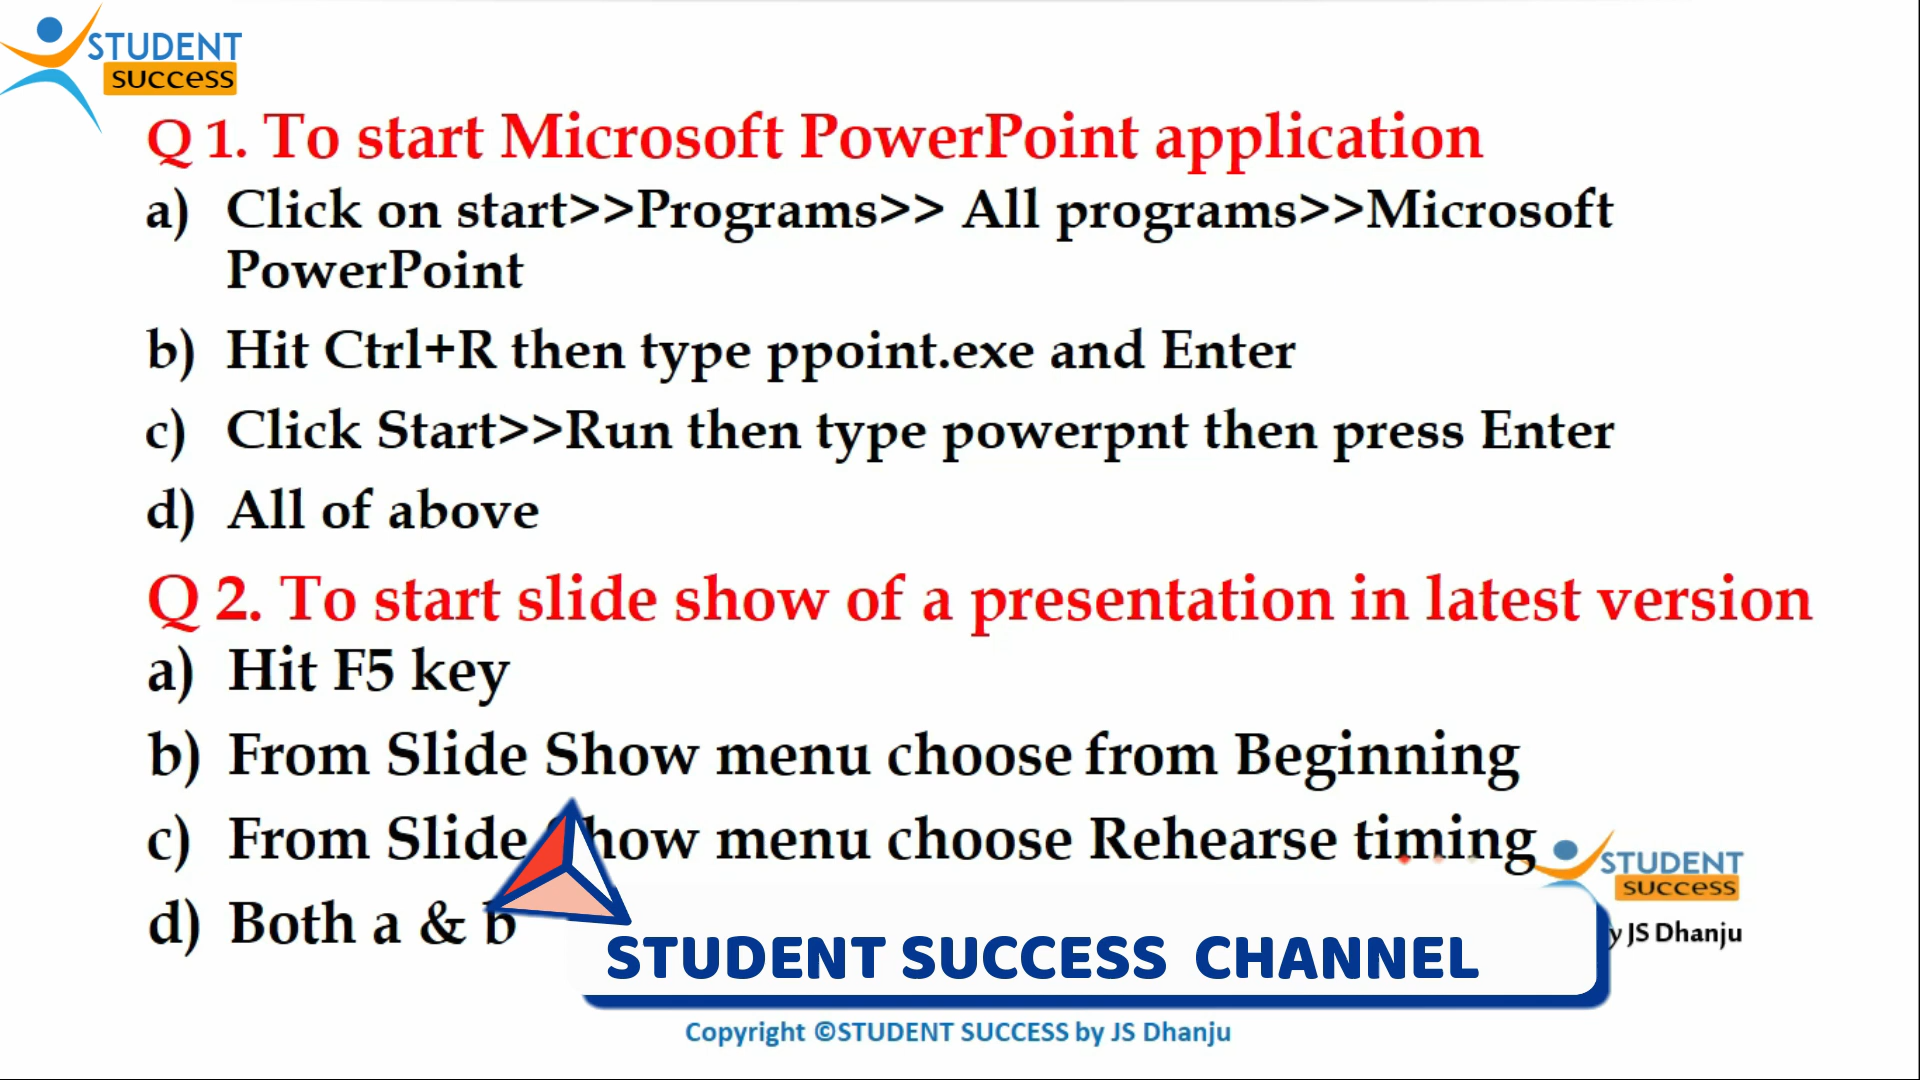 STUDENT
success
Q 1. To start Microsoft PowerPoint application
a) Click on start>>Programs>> All programs>>Microsoft
PowerPoint
b) Hit Ctrl+R then type ppoint.exe and Enter
c) Click Start>>Run then type powerpnt then press Enter
d) All of above
Q 2. To start slide show of a presentation in latest version
a) Hit F5 key
b) From Slide Show menu choose from Beginning
c) From Slide Show menu choose Rehearse timing
d) Both a & b
STUDENT
success
y JS Dhanju
STUDENT SUCCESS CHANNEL
Copyright ©STUDENT SUCCESS by JS Dhanju